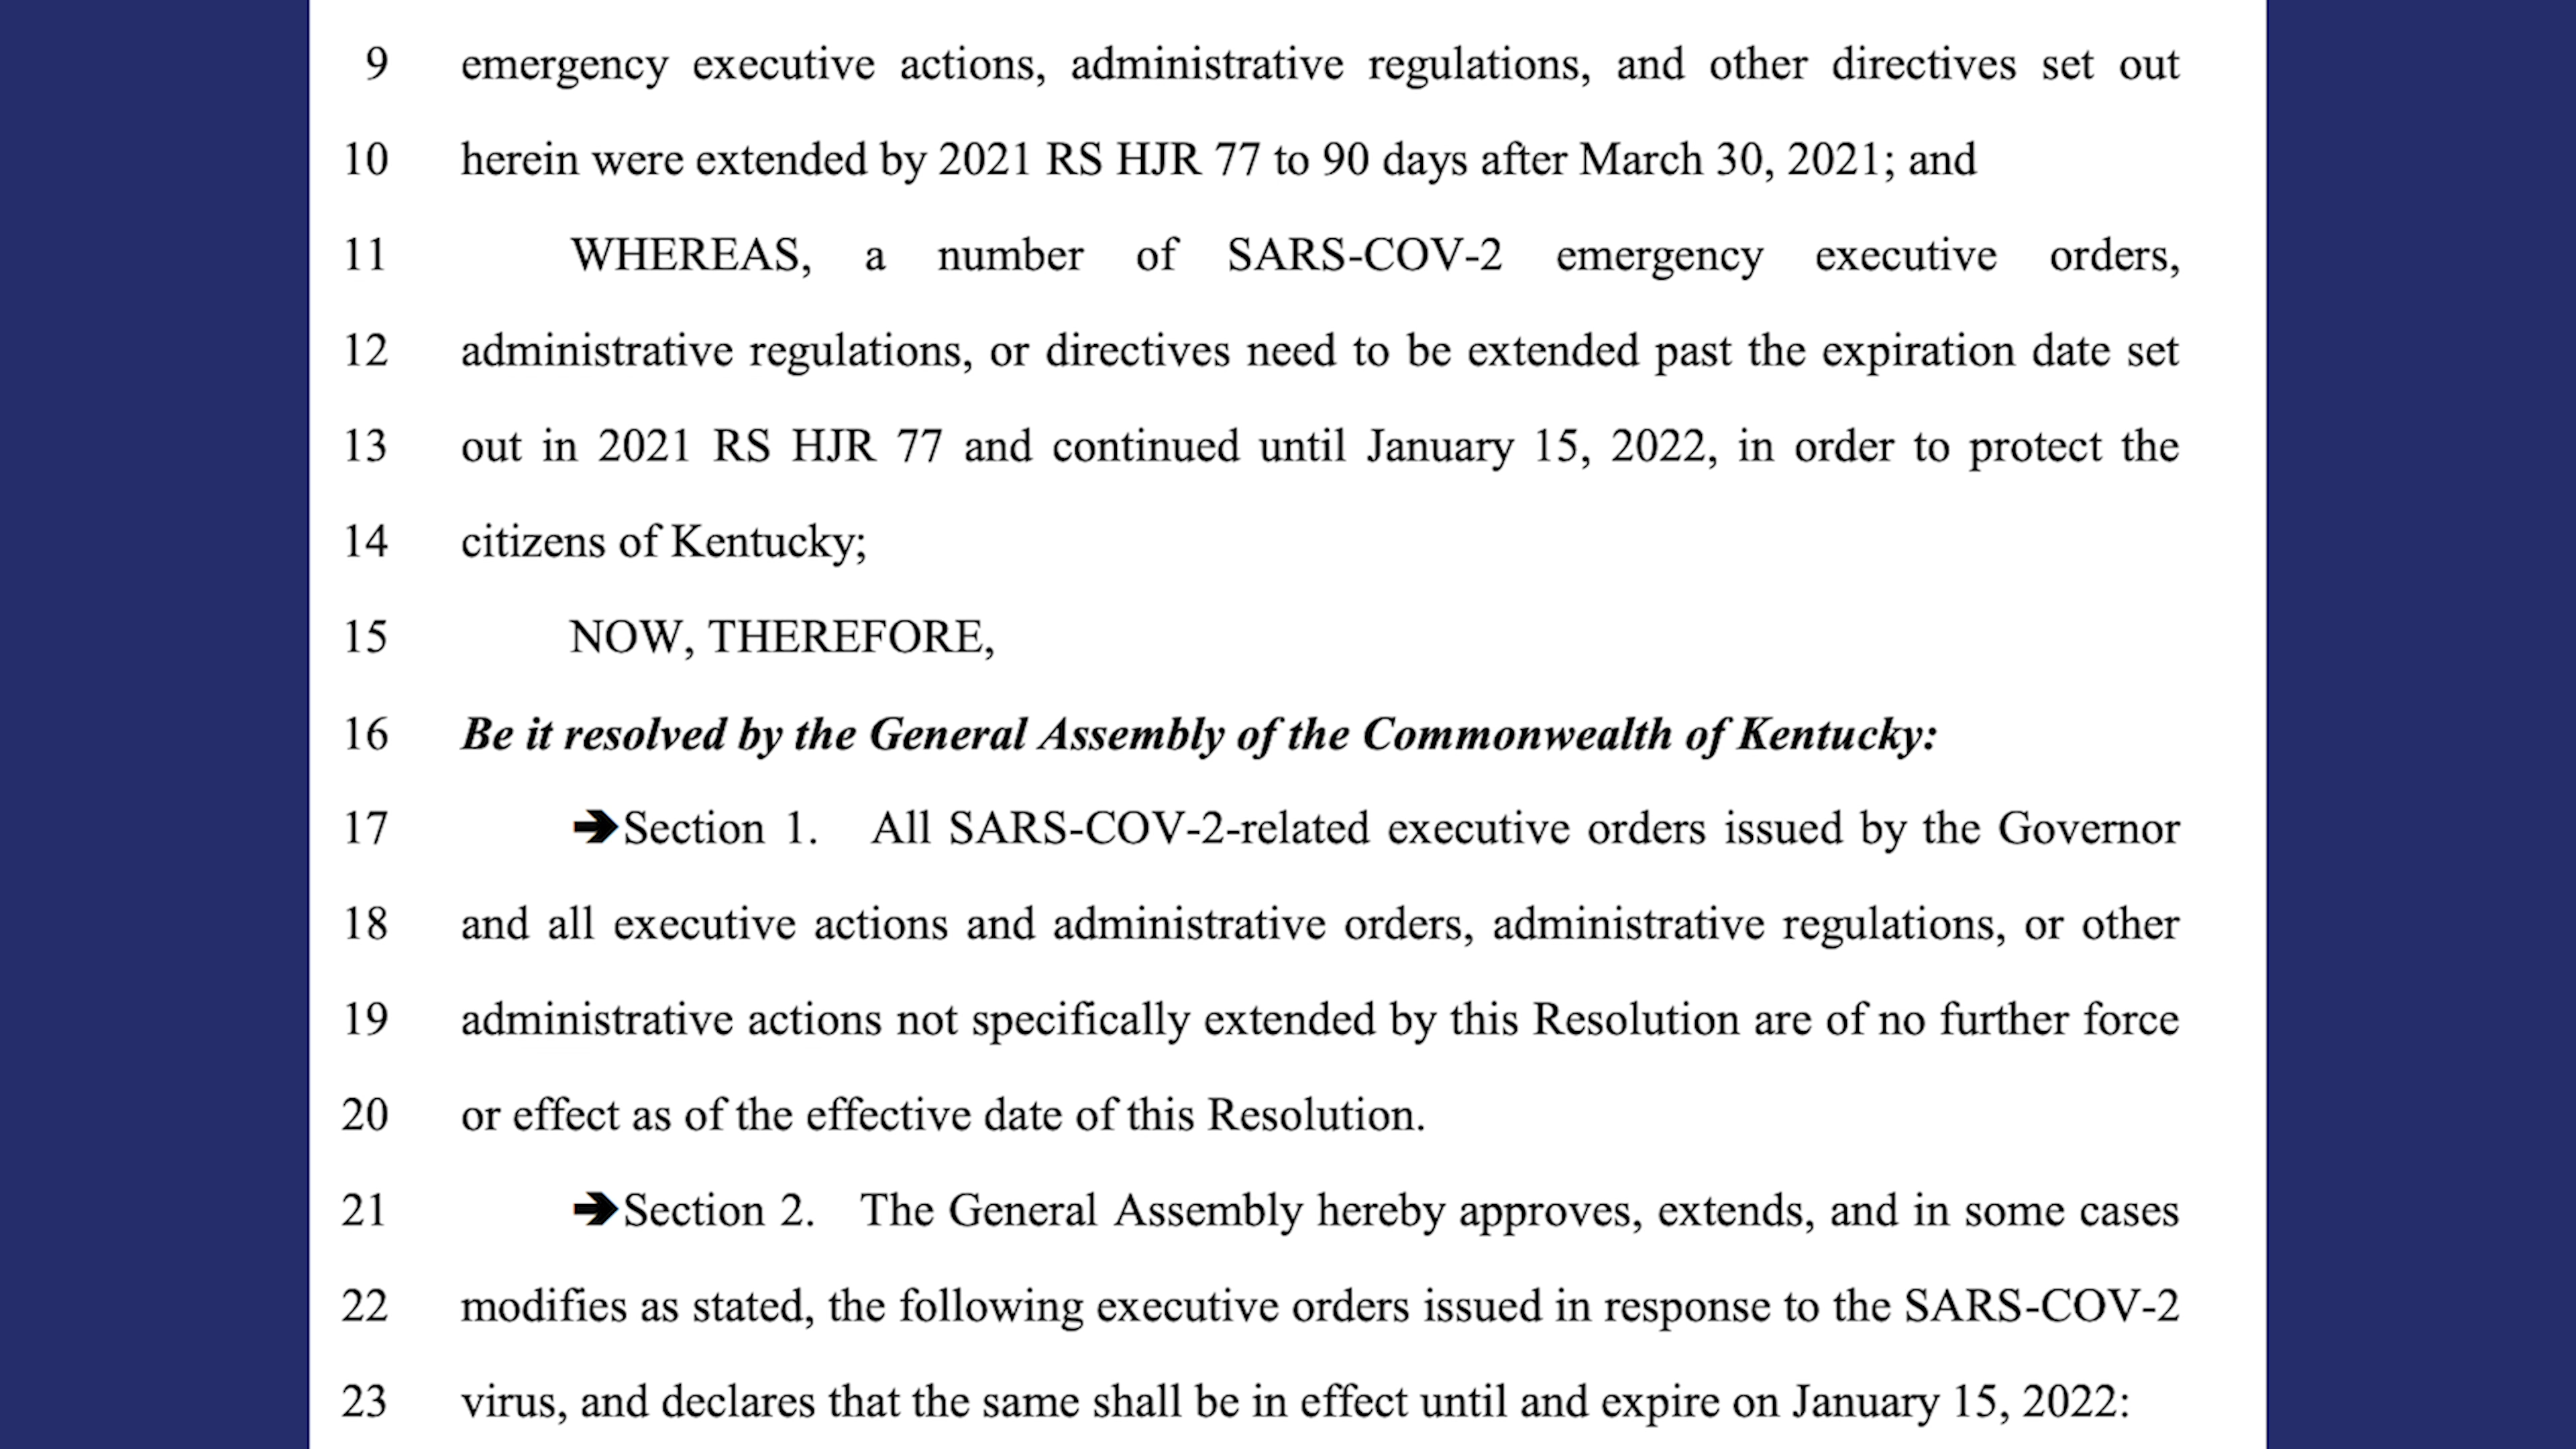 9 emergency executive actions, administrative regulations, and other directives set out
10 herein were extended by 2021 RS HJR 77 to 90 days after March 30, 2021; and
11 WHEREAS, a number of SARS-COV-2 emergency executive orders,
12 administrative regulations, or directives need to be extended past the expiration date set
13 out in 2021 RS HJR 77 and continued until January 15, 2022, in order to protect the
14 citizens of Kentucky;
15 NOW, THEREFORE,
16 Be it resolved by the General Assembly of the Commonwealth of Kentucky:
17 ➔Section 1. All SARS-COV-2-related executive orders issued by the Governor
18 and all executive actions and administrative orders, administrative regulations, or other
19 administrative actions not specifically extended by this Resolution are of no further force
20 or effect as of the effective date of this Resolution.
21 ➔Section 2. The General Assembly hereby approves, extends, and in some cases
22 modifies as stated, the following executive orders issued in response to the SARS-COV-2
23 virus, and declares that the same shall be in effect until and expire on January 15, 2022: